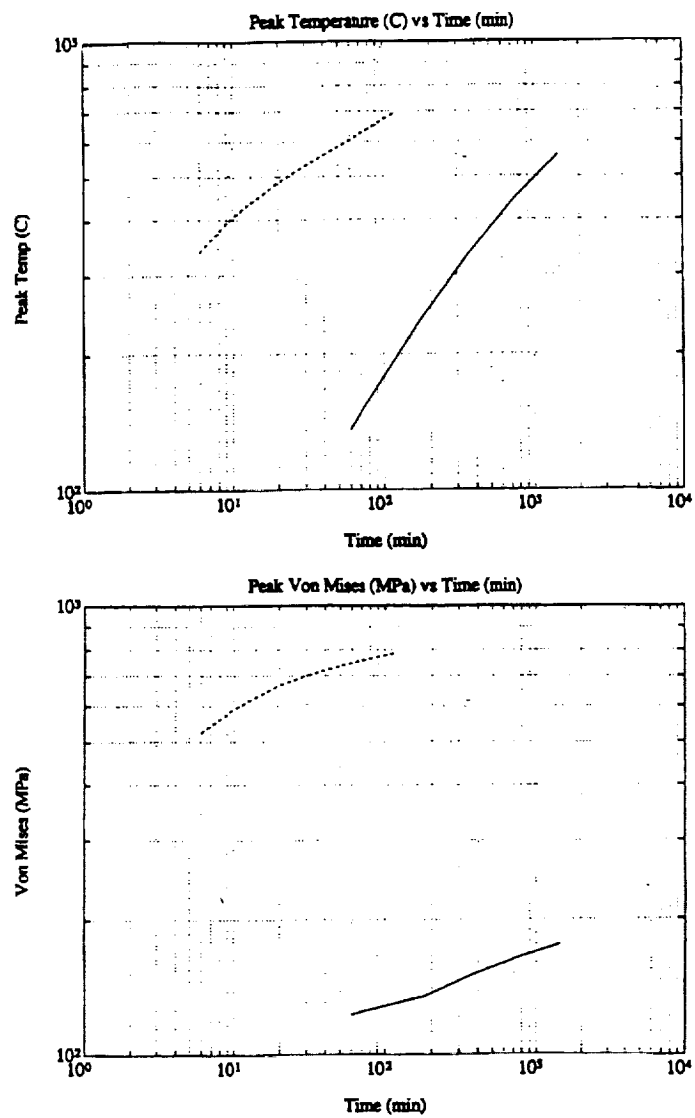 Peak Temperature (C) vs Time (min)
10³
Peak Temp (C)
10²
10⁰ 10¹ 10² 10³ 10⁴
Time (min)
Peak Von Mises (MPa) vs Time (min)
10³
Von Mises (MPa)
10²
10⁰ 10¹ 10² 10³ 10⁴
Time (min)